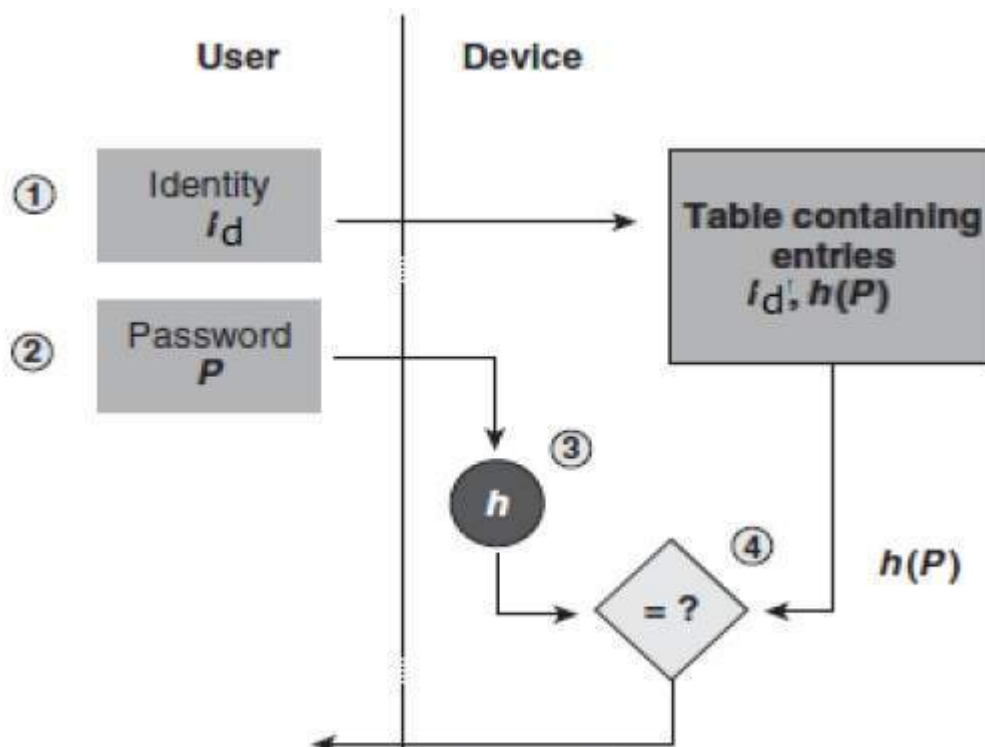 User
Device
①
Identity
Id
Table containing
entries
Id', h(P)
②
Password
P
③
h
④
= ?
h(P)